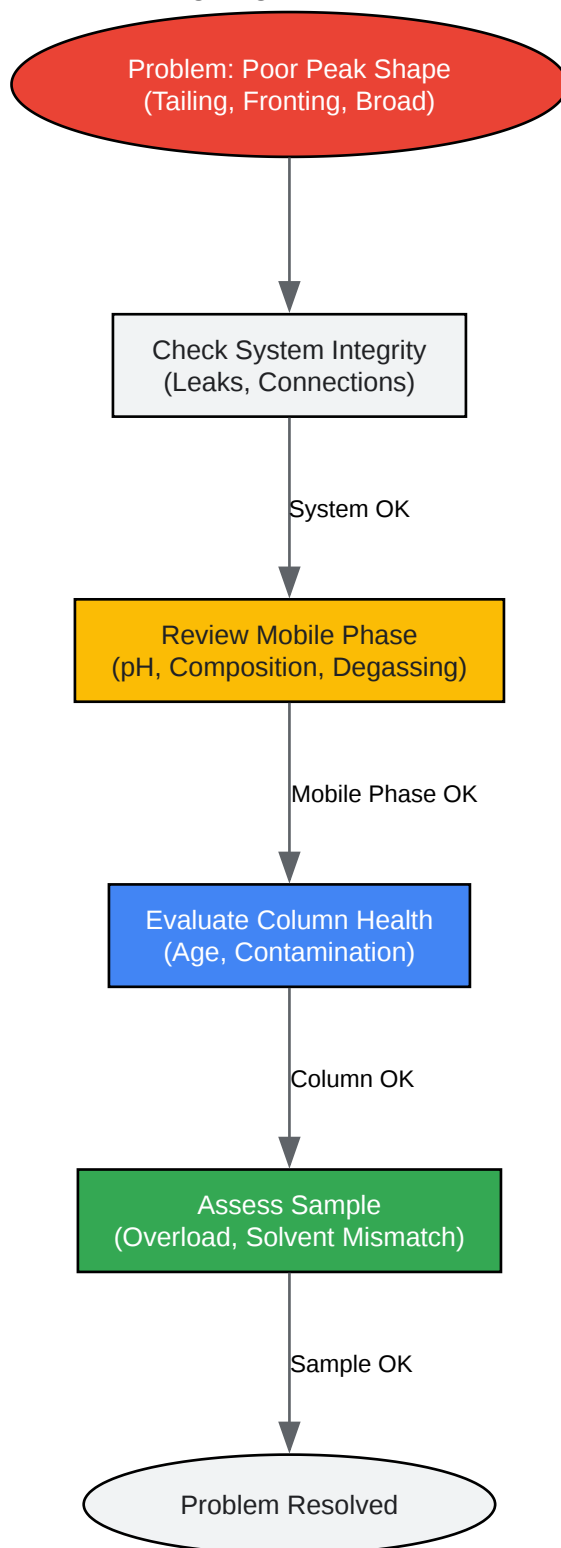 Problem: Poor Peak Shape
(Tailing, Fronting, Broad)
Check System Integrity
(Leaks, Connections)
System OK
Review Mobile Phase
(pH, Composition, Degassing)
Mobile Phase OK
Evaluate Column Health
(Age, Contamination)
Column OK
Assess Sample
(Overload, Solvent Mismatch)
Sample OK
Problem Resolved